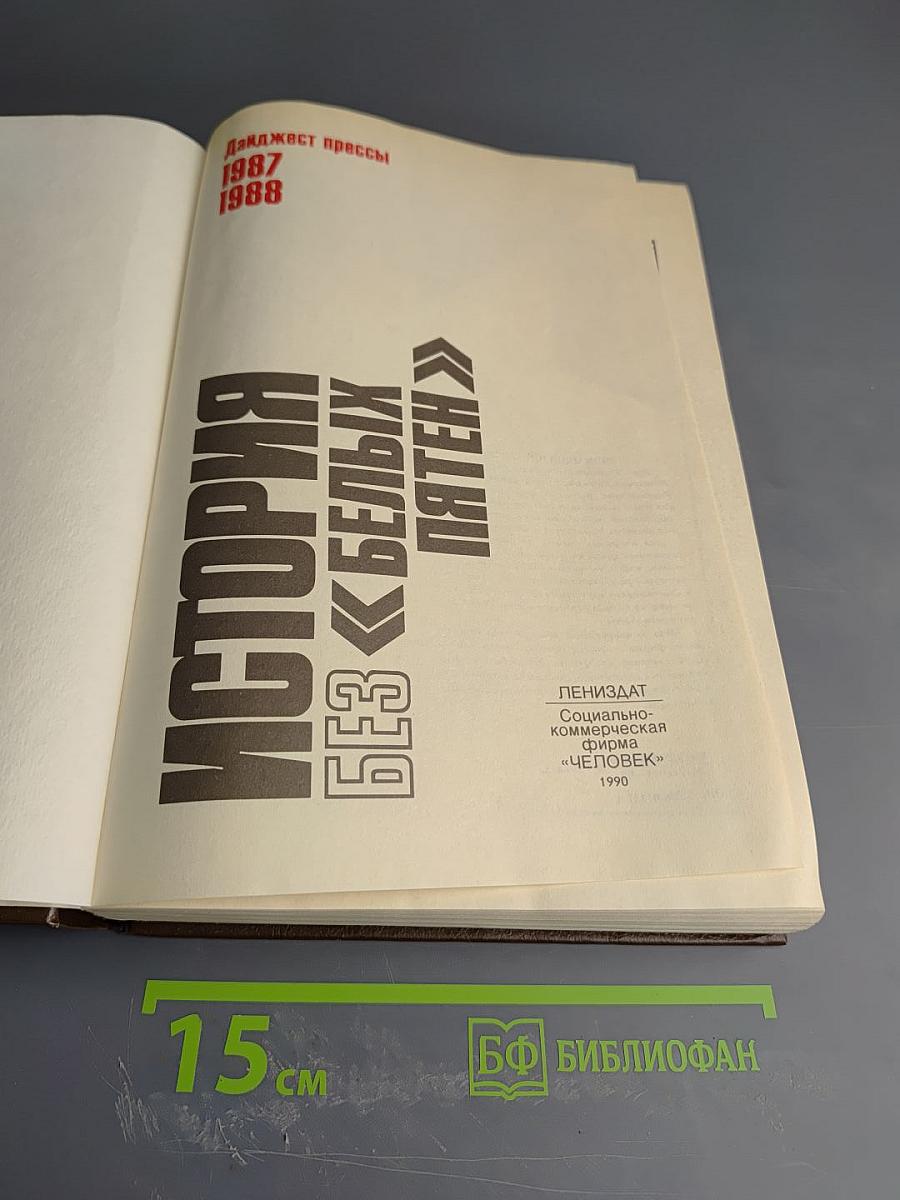 Дайджест прессы
1987
1988
ИСТОРИЯ
БЕЗ «БЕЛЫХ
ПЯТЕН»
ЛЕНИЗДАТ
Социально-
коммерческая
фирма
«ЧЕЛОВЕК»
1990
15 см
БФ БИБЛИОФАН